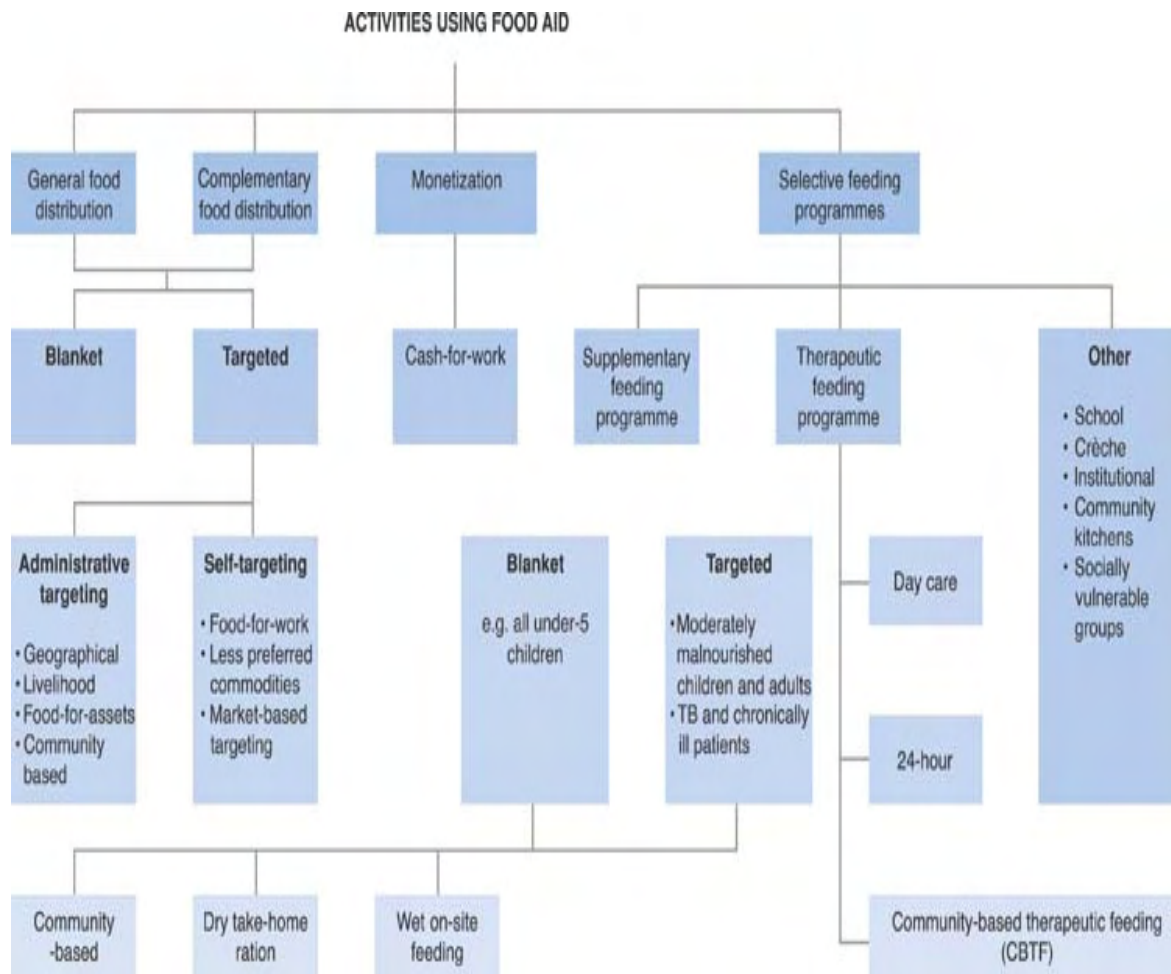 ACTIVITIES USING FOOD AID
General food
distribution
Complementary
food distribution
Monetization
Selective feeding
programmes
Blanket
Targeted
Cash-for-work
Supplementary
feeding
programme
Therapeutic
feeding
programme
Other
• School
• Crèche
• Institutional
• Community
kitchens
• Socially
vulnerable
groups
Administrative
targeting
• Geographical
• Livelihood
• Food-for-assets
• Community
based
Self-targeting
• Food-for-work
• Less preferred
commodities
• Market-based
targeting
Blanket
e.g. all under-5
children
Targeted
• Moderately
malnourished
children and adults
• TB and chronically
ill patients
Day care
24-hour
Community
-based
Dry take-home
ration
Wet on-site
feeding
Community-based therapeutic feeding
(CBTF)